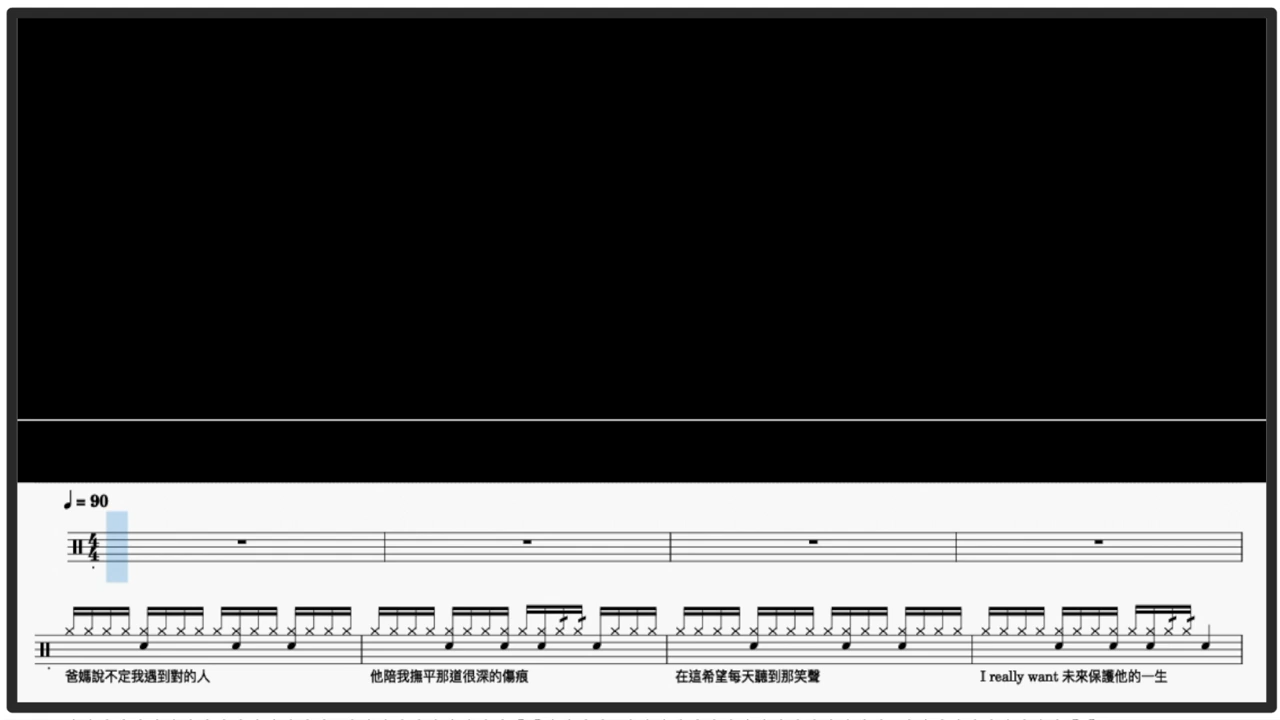 ♩= 90
4
4
爸媽說不定我遇到對的人
他陪我撫平那道很深的傷痕
在這希望每天聽到那笑聲
I really want 未來保護他的一生